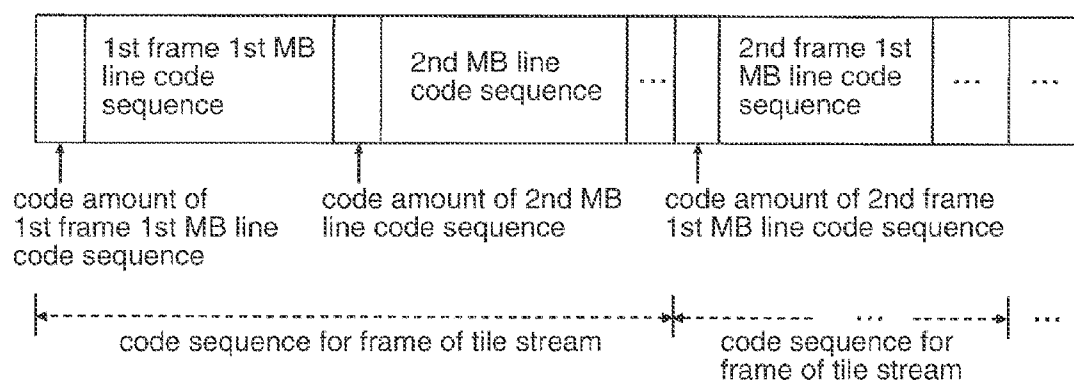 1st frame 1st MB
line code
sequence
2nd MB line
code sequence
...
2nd frame 1st
MB line code
sequence
...
...
code amount of
1st frame 1st MB line
code sequence
code amount of 2nd MB
line code sequence
code amount of 2nd frame
1st MB line code sequence
code sequence for frame of tile stream
...
code sequence for
frame of tile stream
...